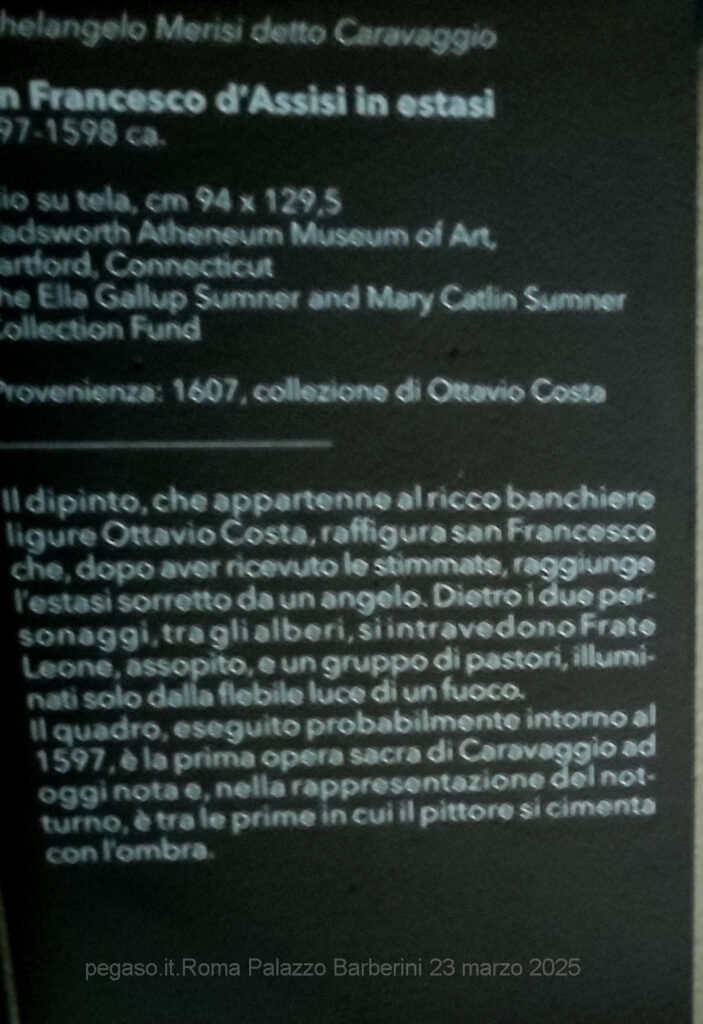 helangelo Merisi detto Caravaggio
n Francesco d'Assisi in estasi
97-1598 ca.
io su tela, cm 94 x 129,5
adsworth Atheneum Museum of Art,
artford, Connecticut
he Ella Gallup Sumner and Mary Catlin Sumner
Collection Fund
Provenienza: 1607, collezione di Ottavio Costa
Il dipinto, che appartenne al ricco banchiere
ligure Ottavio Costa, raffigura san Francesco
che, dopo aver ricevuto le stimmate, raggiunge
l'estasi sorretto da un angelo. Dietro i due per-
sonaggi, tra gli alberi, si intravedono Frate
Leone, assopito, e un gruppo di pastori, illumi-
nati solo dalla flebile luce di un fuoco.
Il quadro, eseguito probabilmente intorno al
1597, è la prima opera sacra di Caravaggio ad
oggi nota e, nella rappresentazione del not-
turno, è tra le prime in cui il pittore si cimenta
con l'ombra.
pegaso.it.Roma Palazzo Barberini 23 marzo 2025